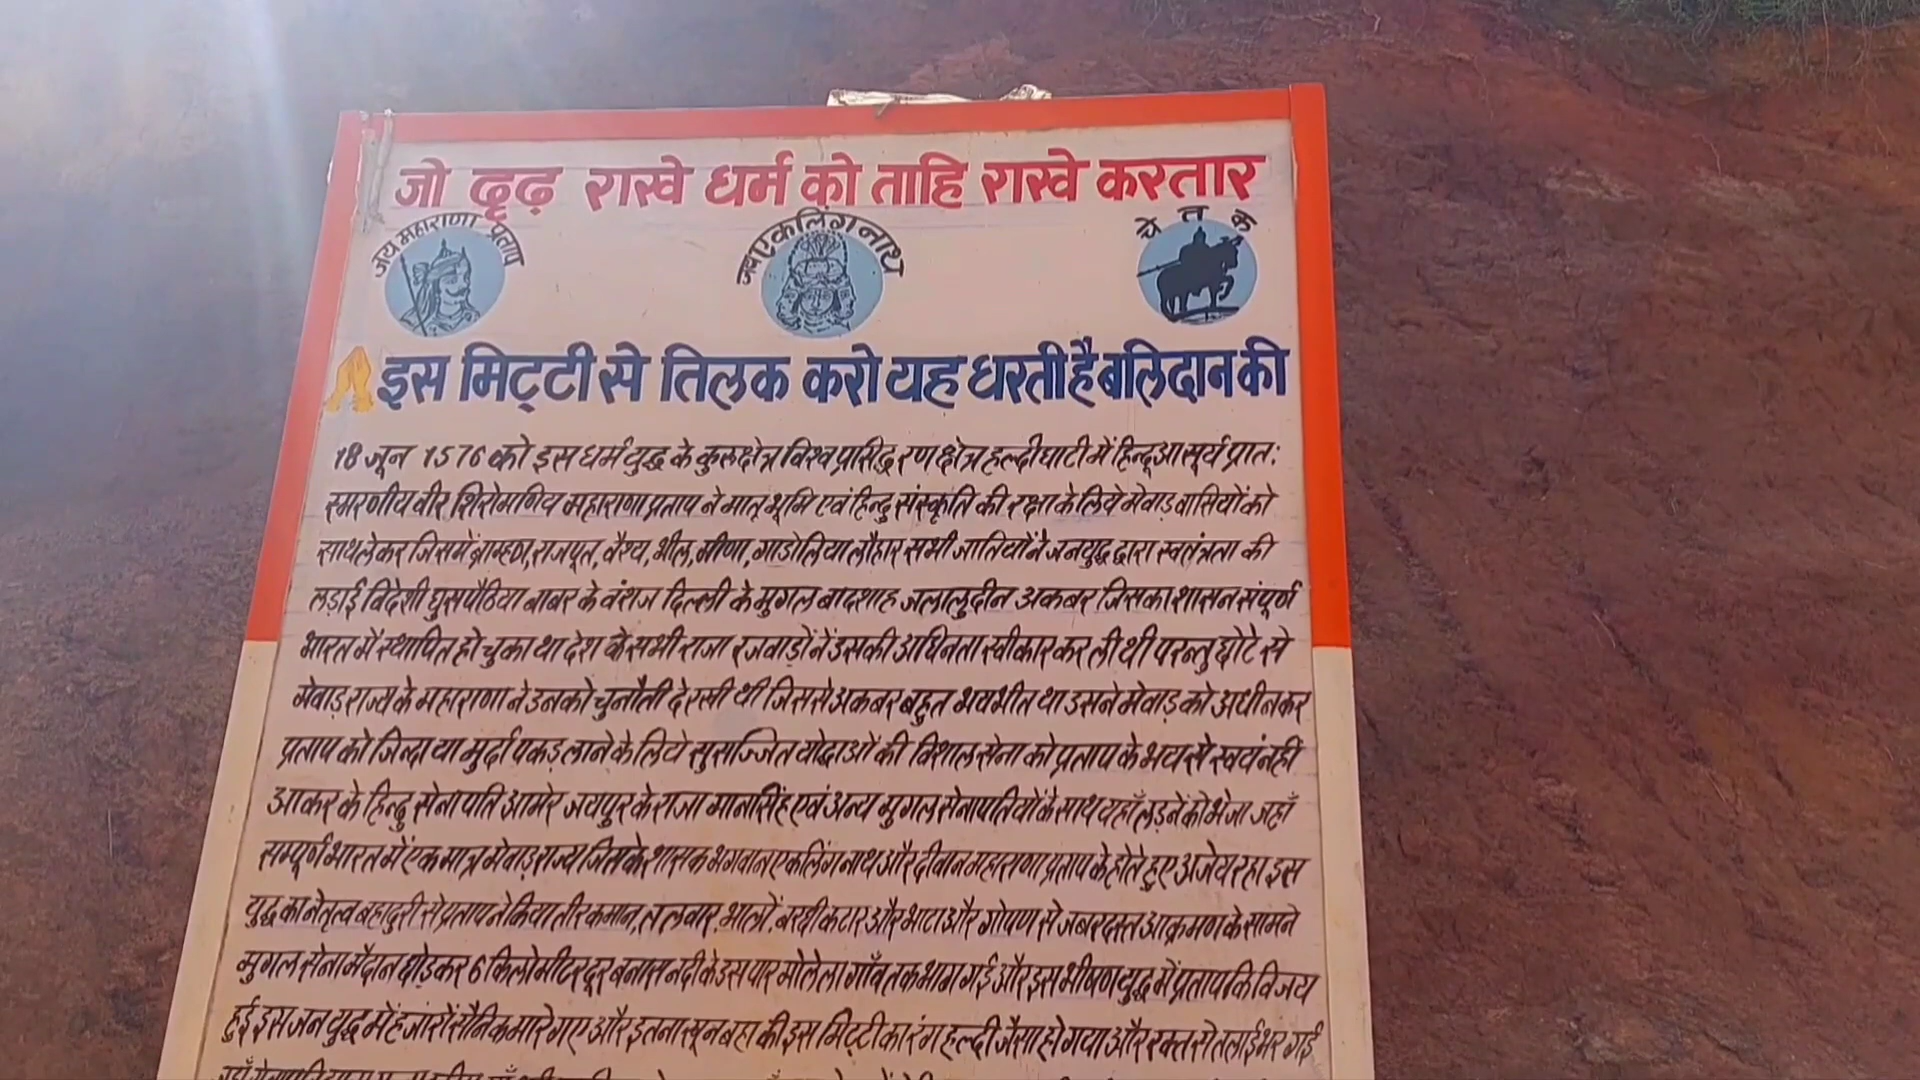 जो दृढ़ राखे धर्म को ताहि राखे करतार
जय महाराणा प्रताप
जय एकलिंग नाथ
चेतक
इस मिट्टी से तिलक करो यह धरती है बलिदान की
18 जून 1576 को इस धर्म युद्ध के कुरूक्षेत्र विश्व प्रसिद्ध रण क्षेत्र हल्दीघाटी में हिन्दूआ सूर्य प्रातः
स्मरणीय वीर शिरोमणिय महाराणा प्रताप ने मातृभूमि एवं हिन्दु संस्कृति की रक्षा के लिये मेवाड़ वासियों को
साथ लेकर जिसमें ब्राम्हण, राजपूत, वैश्य, भील, मीणा, गाडोलिया लौहार सभी जातियों ने जनयुद्ध द्वारा स्वतंत्रता की
लड़ाई विदेशी घुसपैठिया बाबर के वंशज दिल्ली के मुगल बादशाह जलालुदीन अकबर जिसका शासन संपूर्ण
भारत में स्थापित हो चुका था देश के सभी राजा रजवाड़ों ने उसकी अधिनता स्वीकार कर ली थी परन्तु छोटे से
मेवाड़ राज्य के महाराणा ने उनको चुनौती दे रखी थी जिससे अकबर बहुत भयभीत था उसने मेवाड़ को अधीन कर
प्रताप को जिन्दा या मुर्दा पकड़ लाने के लिये सुसज्जित योद्धाओं की विशाल सेना को प्रताप के भय से स्वयं नहीं
आकर के हिन्दु सेनापति आमेर जयपुर के राजा मानसिंह एवं अन्य मुगल सेनापतियों के साथ यहाँ लड़ने को भेजा जहाँ
सम्पूर्ण भारत में एक मात्र मेवाड़ राज्य जिसके शासक भगवान एकलिंग नाथ और दीवान महाराणा प्रताप के होते हुए अजेय रहा इस
युद्ध का नेतृत्व बहादुरी से प्रताप ने किया तीर कमान, तलवार, भालों, बरछी कटार और भाटा और गोपण से जबरदस्त आक्रमण के सामने
मुगल सेना मैदान छोड़कर 6 किलोमीटर दूर बनास नदी के उस पार मोलेला गाँव तक भाग गई और इस भीषण युद्ध में प्रताप कि विजय
हुई इस जन युद्ध में हजारों सैनिक मारे गए और इतना खून बहा की इस मिट्टी का रंग हल्दी जैसा हो गया और रक्त से तलाई भर गई